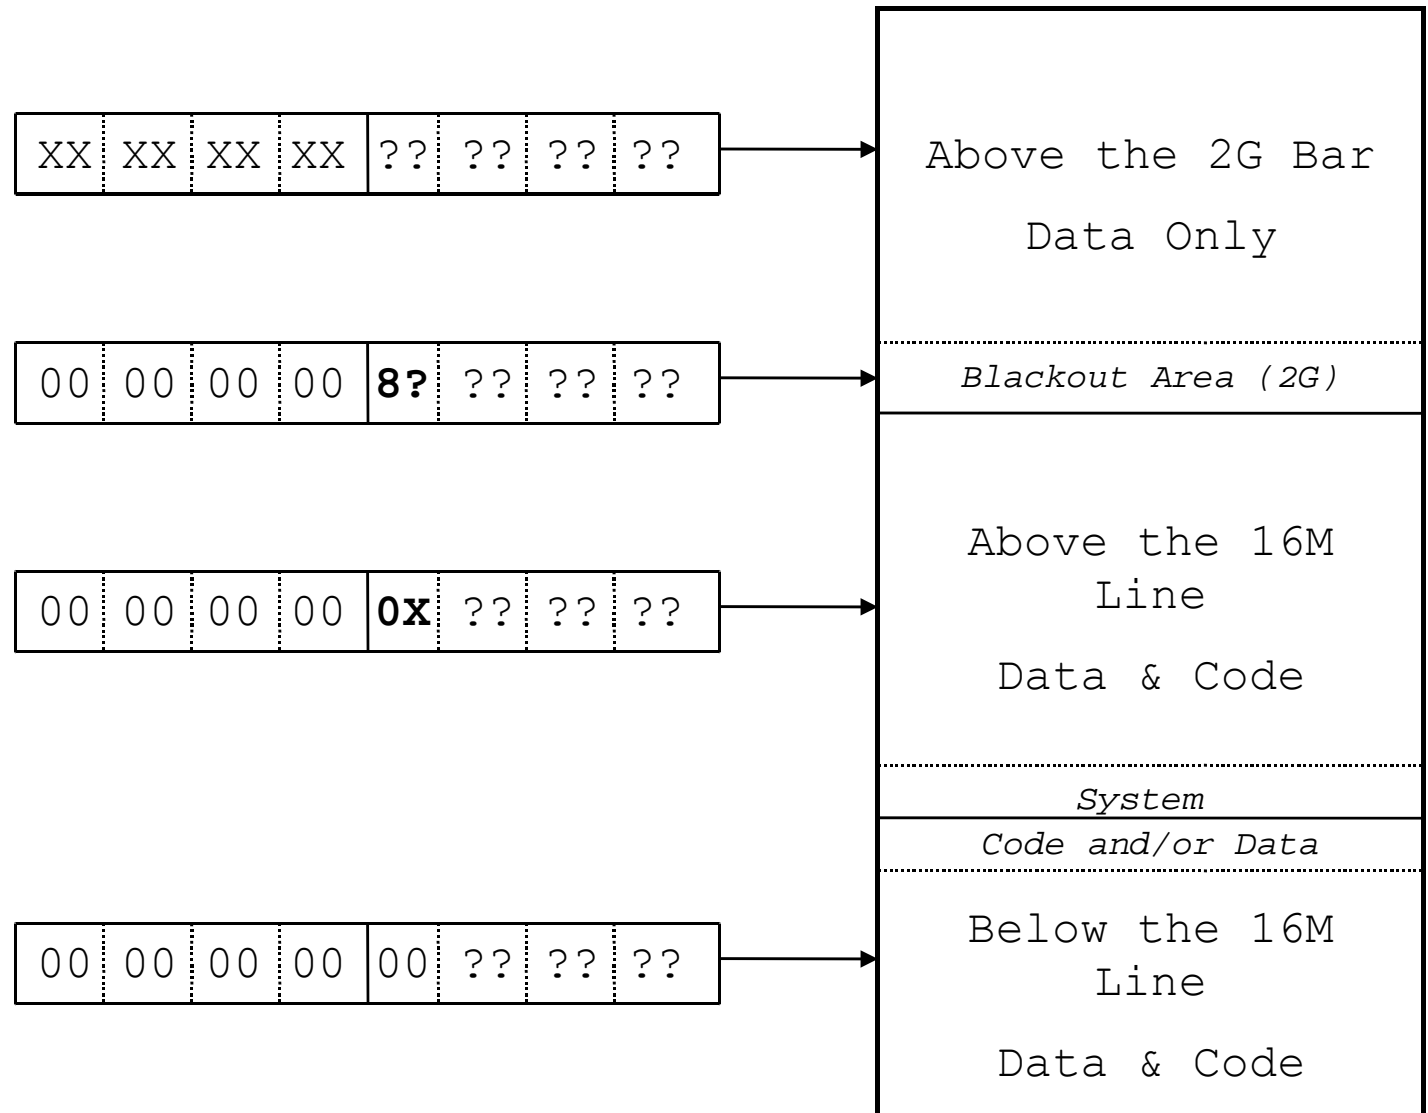 XX XX XX XX ?? ?? ?? ??
Above the 2G Bar
Data Only
00 00 00 00 8? ?? ?? ??
Blackout Area (2G)
00 00 00 00 0X ?? ?? ??
Above the 16M
Line
Data & Code
System
Code and/or Data
00 00 00 00 00 ?? ?? ??
Below the 16M
Line
Data & Code